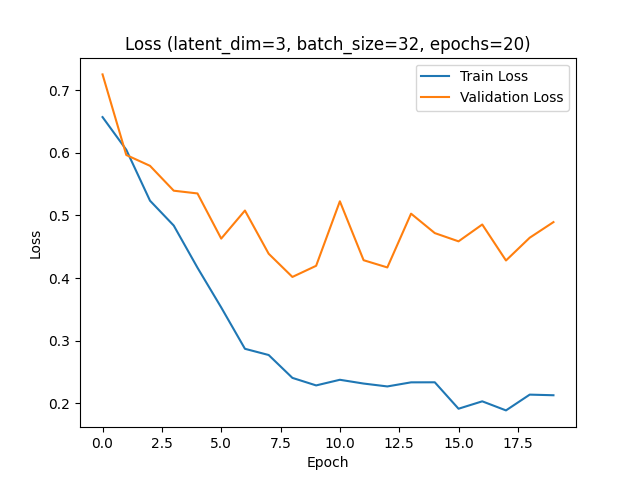 Loss (latent_dim=3, batch_size=32, epochs=20)
Train Loss
Validation Loss
Loss
0.7
0.6
0.5
0.4
0.3
0.2
0.0 2.5 5.0 7.5 10.0 12.5 15.0 17.5
Epoch